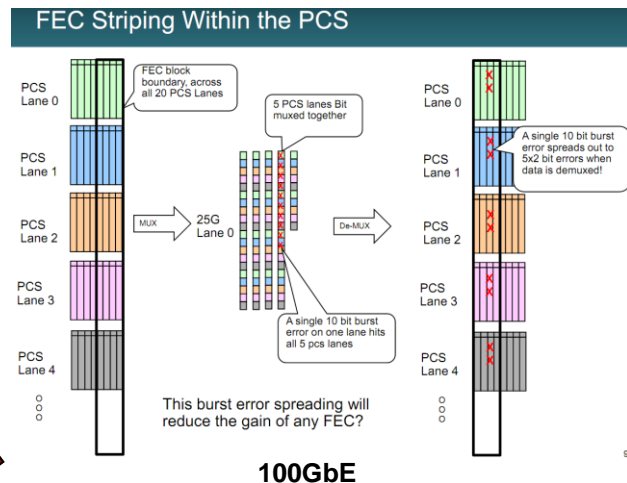 FEC Striping Within the PCS
PCS
Lane 0
PCS
Lane 1
PCS
Lane 2
PCS
Lane 3
PCS
Lane 4
O
O
O
FEC block
boundary, across
all 20 PCS Lanes
MUX
25G
Lane 0
5 PCS lanes Bit
muxed together
X
X
X
X
X
X
X
X
X
X
A single 10 bit burst
error on one lane hits
all 5 pcs lanes
De-MUX
PCS
Lane 0
X
X
PCS
Lane 1
X
X
PCS
Lane 2
X
X
PCS
Lane 3
X
X
PCS
Lane 4
X
X
O
O
O
A single 10 bit burst
error spreads out to
5x2 bit errors when
data is demuxed!
This burst error spreading will
reduce the gain of any FEC?
9
100GbE